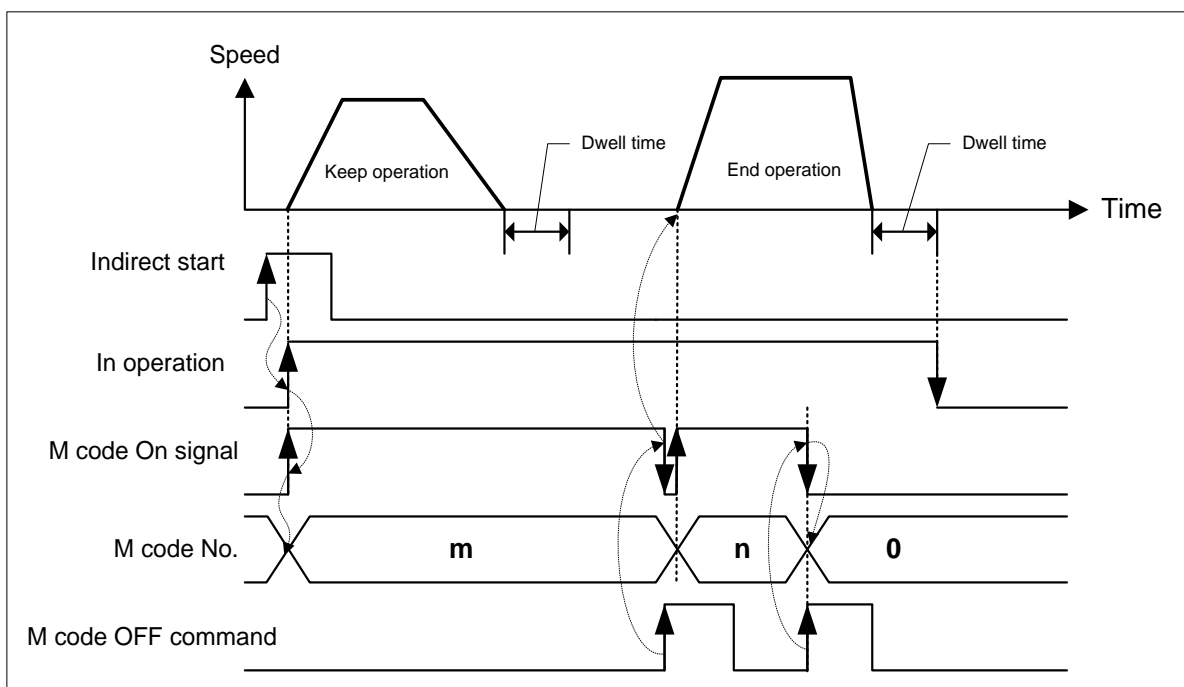 Speed
Dwell time
Dwell time
Keep operation
End operation
Time
Indirect start
In operation
M code On signal
M code No.
m
n
0
M code OFF command